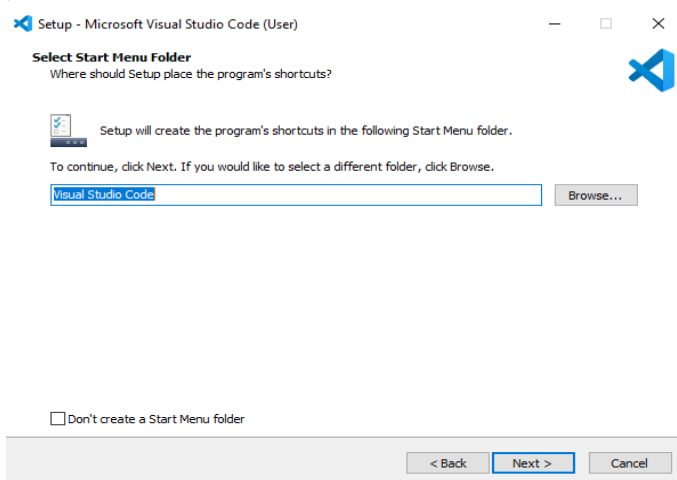 Setup - Microsoft Visual Studio Code (User)
Select Start Menu Folder
Where should Setup place the program's shortcuts?
Setup will create the program's shortcuts in the following Start Menu folder.
To continue, click Next. If you would like to select a different folder, click Browse.
Visual Studio Code
Browse...
Don't create a Start Menu folder
< Back
Next >
Cancel